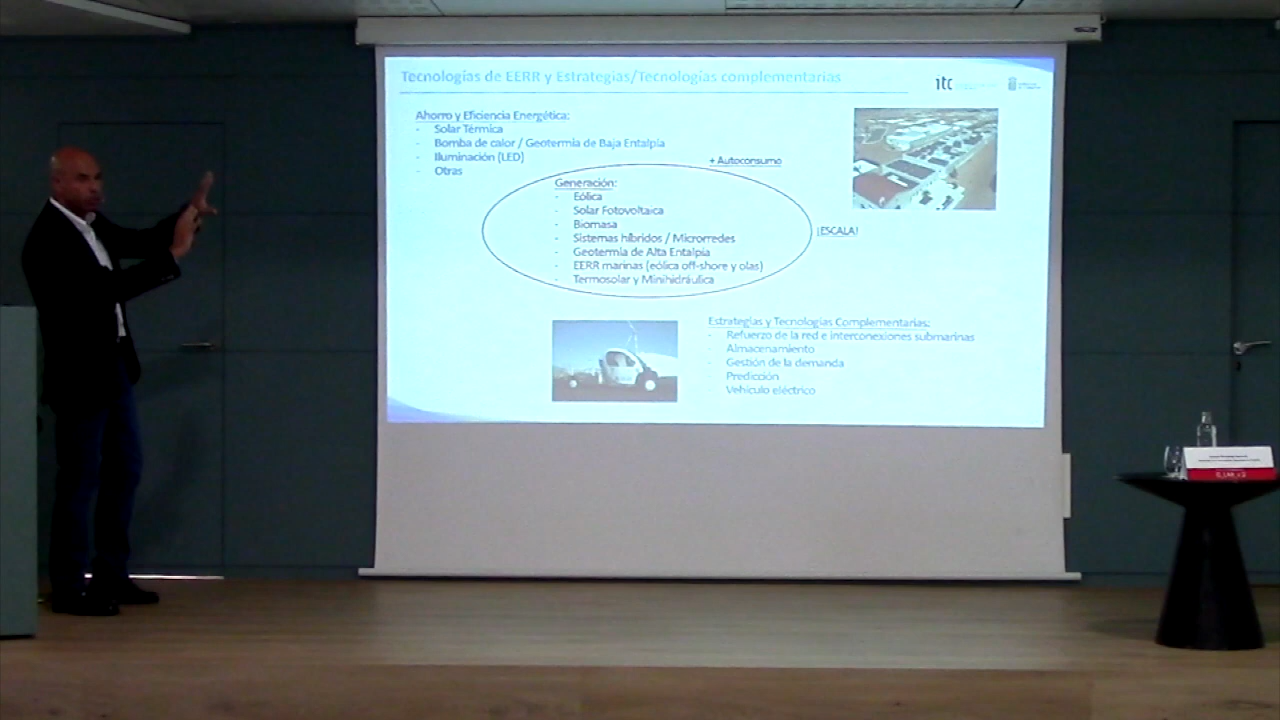 Tecnologías de EERR y Estrategias/Tecnologías complementarias
itc
Ahorro y Eficiencia Energética:
- Solar Térmica
- Bomba de calor / Geotermia de Baja Entalpia
- Iluminación (LED)
- Otras
+ Autoconsumo
Generación:
- Eólica
- Solar Fotovoltaica
- Biomasa
- Sistemas híbridos / Microrredes
- Geotermia de Alta Entalpia
- EERR marinas (eólica off-shore y olas)
- Termosolar y Minihidráulica
¡ESCALA!
Estrategias y Tecnologías Complementarias:
- Refuerzo de la red e interconexiones submarinas
- Almacenamiento
- Gestión de la demanda
- Predicción
- Vehículo eléctrico